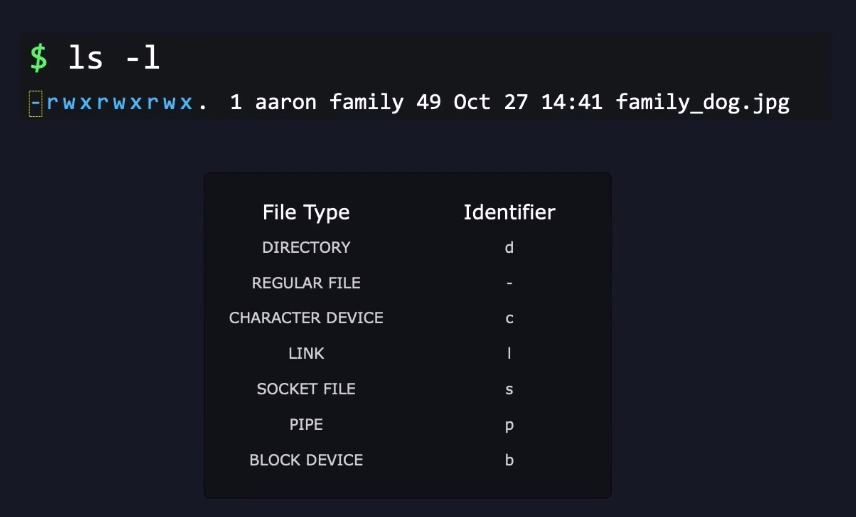 $ ls -l
-rwxrwxrwx. 1 aaron family 49 Oct 27 14:41 family_dog.jpg
File Type Identifier
DIRECTORY d
REGULAR FILE -
CHARACTER DEVICE c
LINK l
SOCKET FILE s
PIPE p
BLOCK DEVICE b